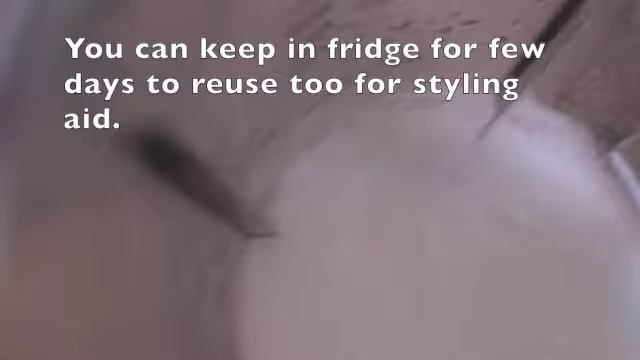 You can keep in fridge for few
days to reuse too for styling
aid.